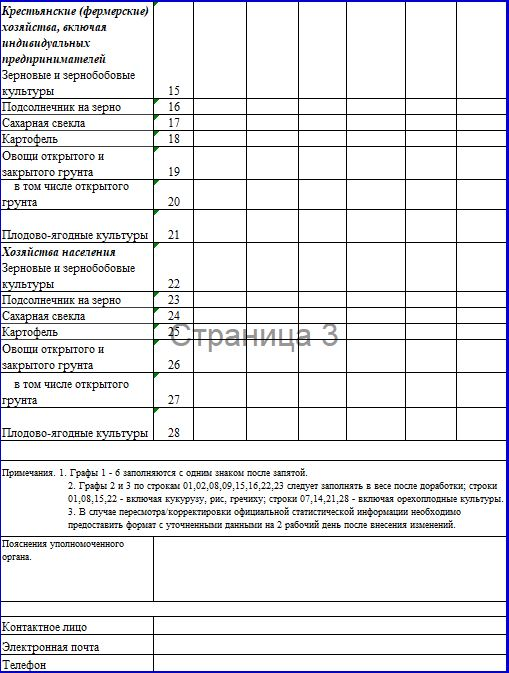 Крестьянские (фермерские)
хозяйства, включая
индивидуальных
предпринимателей
Зерновые и зернобобовые
культуры 15
Подсолнечник на зерно 16
Сахарная свекла 17
Картофель 18
Овощи открытого и
закрытого грунта 19
в том числе открытого
грунта 20
Плодово-ягодные культуры 21
Хозяйства населения
Зерновые и зернобобовые
культуры 22
Подсолнечник на зерно 23
Сахарная свекла 24
Картофель 25
Страница 3
Овощи открытого и
закрытого грунта 26
в том числе открытого
грунта 27
Плодово-ягодные культуры 28
Примечания. 1. Графы 1 - 6 заполняются с одним знаком после запятой.
2. Графы 2 и 3 по строкам 01,02,08,09,15,16,22,23 следует заполнять в весе после доработки; строки
01,08,15,22 - включая кукурузу, рис, гречиху; строки 07,14,21,28 - включая орехоплодные культуры.
3. В случае пересмотра/корректировки официальной статистической информации необходимо
предоставить формат с уточненными данными на 2 рабочий день после внесения изменений.
Пояснения уполномоченного
органа.
Контактное лицо
Электронная почта
Телефон